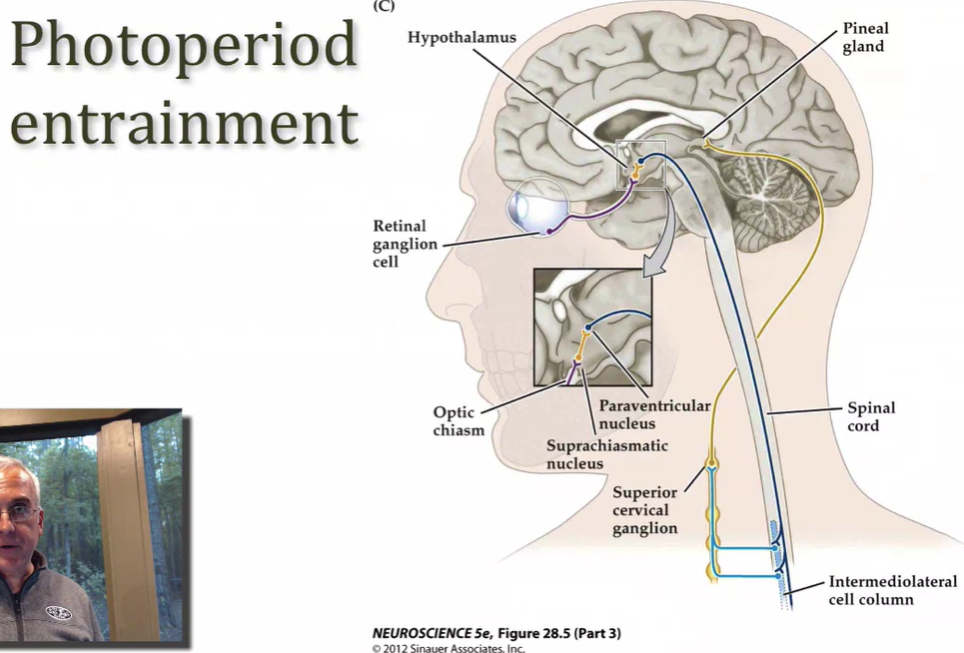 Photoperiod
entrainment
(C)
Hypothalamus
Pineal
gland
Retinal
ganglion
cell
Optic
chiasm
Paraventricular
nucleus
Suprachiasmatic
nucleus
Superior
cervical
ganglion
Spinal
cord
Intermediolateral
cell column
NEUROSCIENCE 5e, Figure 28.5 (Part 3)
© 2012 Sinauer Associates, Inc.